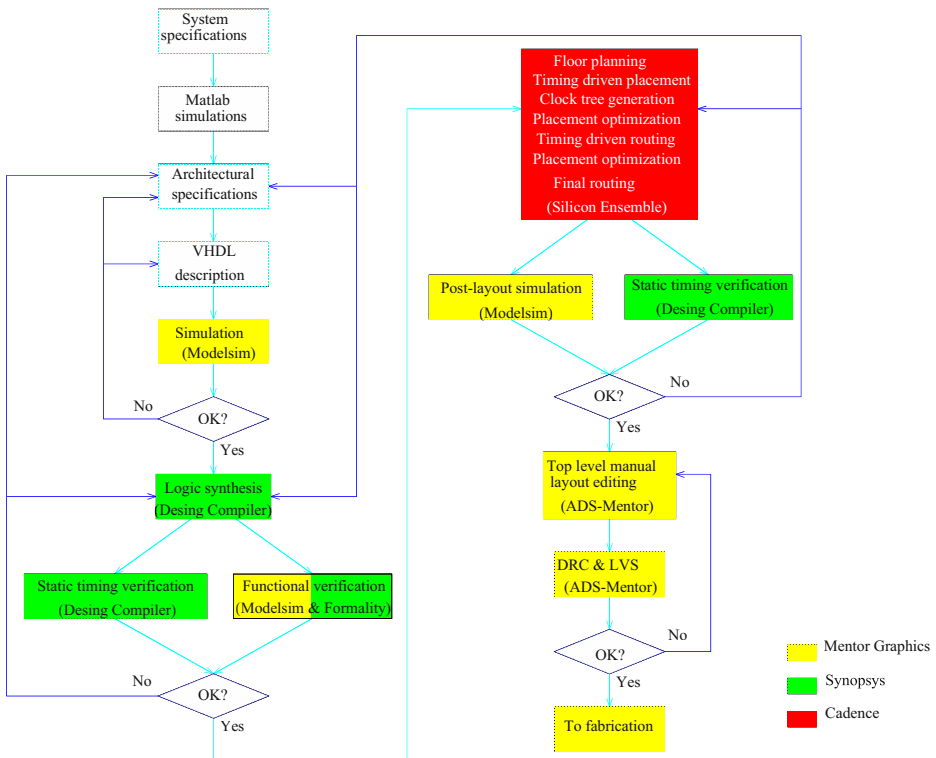 System
specifications
Matlab
simulations
Architectural
specifications
VHDL
description
Simulation
(Modelsim)
OK?
No
Yes
Logic synthesis
(Desing Compiler)
Static timing verification
(Desing Compiler)
Functional verification
(Modelsim & Formality)
OK?
No
Yes
Floor planning
Timing driven placement
Clock tree generation
Placement optimization
Timing driven routing
Placement optimization
Final routing
(Silicon Ensemble)
Post-layout simulation
(Modelsim)
Static timing verification
(Desing Compiler)
OK?
No
Yes
Top level manual
layout editing
(ADS-Mentor)
DRC & LVS
(ADS-Mentor)
OK?
No
Yes
To fabrication
Mentor Graphics
Synopsys
Cadence